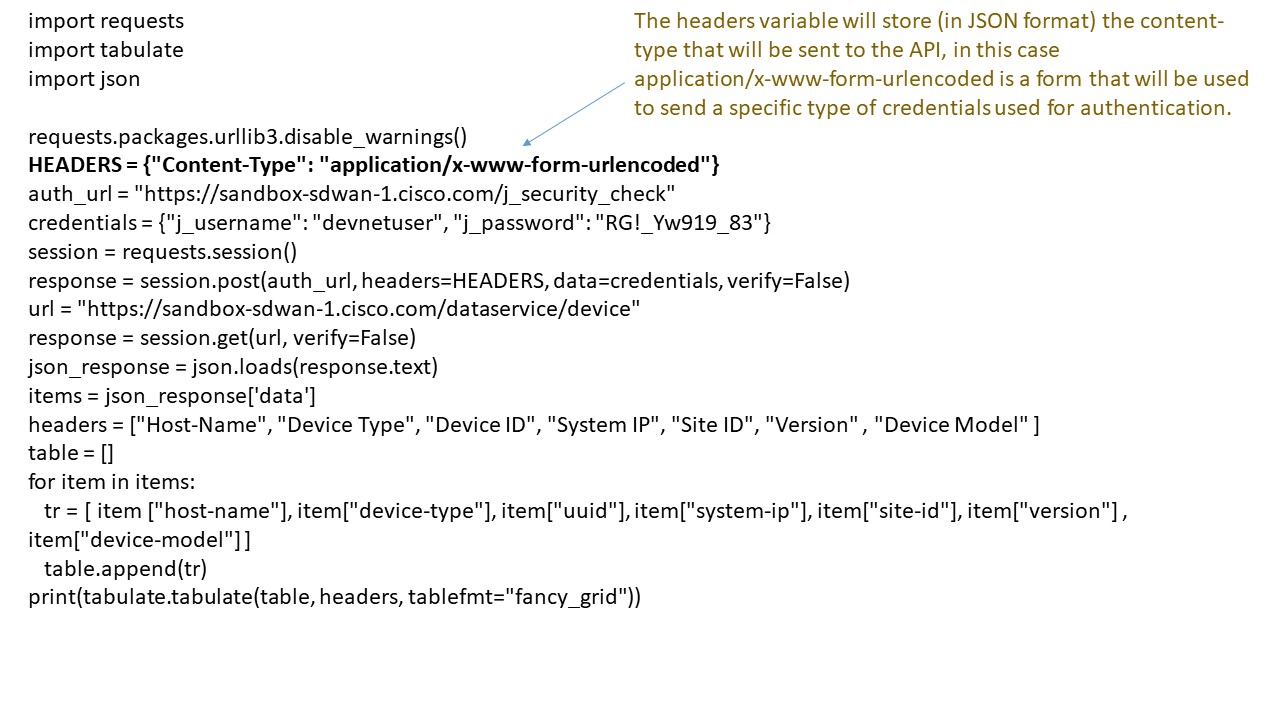 import requests
import tabulate
import json
The headers variable will store (in JSON format) the content-
type that will be sent to the API, in this case
application/x-www-form-urlencoded is a form that will be used
to send a specific type of credentials used for authentication.
requests.packages.urllib3.disable_warnings()
HEADERS = {"Content-Type": "application/x-www-form-urlencoded"}
auth_url = "https://sandbox-sdwan-1.cisco.com/j_security_check"
credentials = {"j_username": "devnetuser", "j_password": "RG!_Yw919_83"}
session = requests.session()
response = session.post(auth_url, headers=HEADERS, data=credentials, verify=False)
url = "https://sandbox-sdwan-1.cisco.com/dataservice/device"
response = session.get(url, verify=False)
json_response = json.loads(response.text)
items = json_response['data']
headers = ["Host-Name", "Device Type", "Device ID", "System IP", "Site ID", "Version" , "Device Model" ]
table = []
for item in items:
tr = [ item ["host-name"], item["device-type"], item["uuid"], item["system-ip"], item["site-id"], item["version"] ,
item["device-model"] ]
table.append(tr)
print(tabulate.tabulate(table, headers, tablefmt="fancy_grid"))